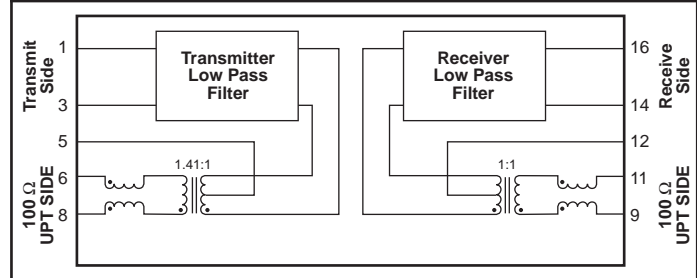 Transmit
Side
1
3
5
6
8
100 Ω
UPT SIDE
Transmitter
Low Pass
Filter
1.41:1
Receiver
Low Pass
Filter
1:1
16
14
12
11
9
Receive
Side
100 Ω
UPT SIDE